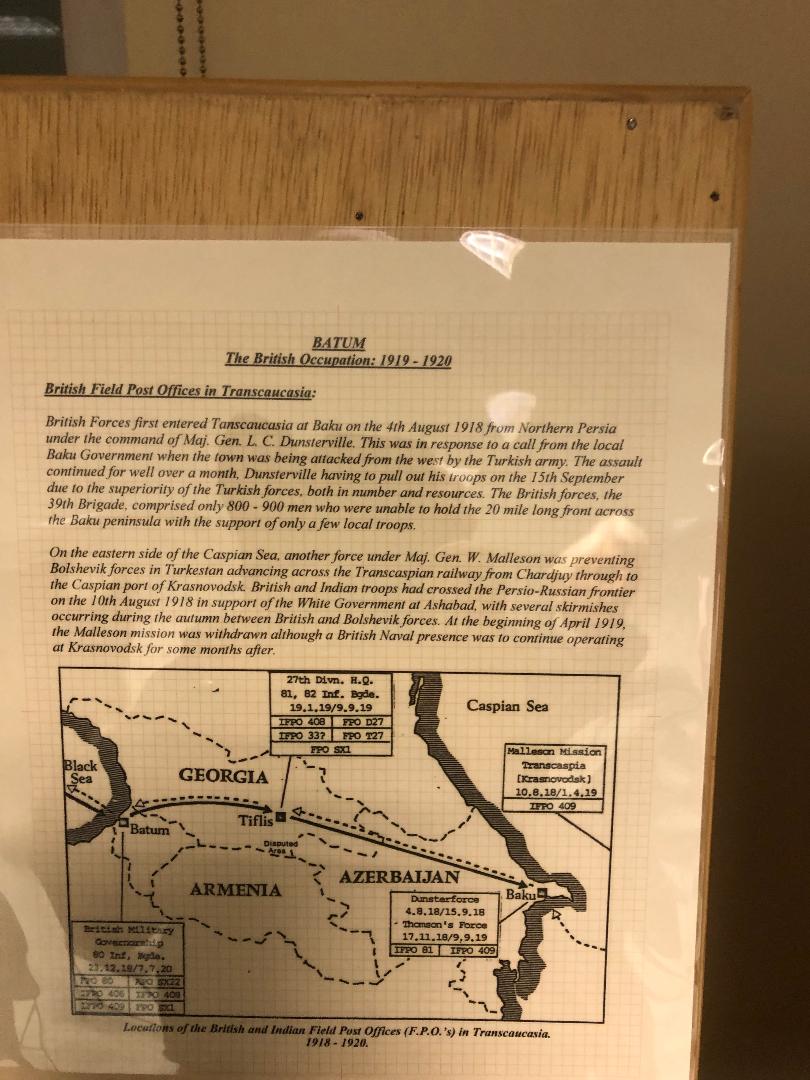 BATUM
The British Occupation: 1919 - 1920
British Field Post Offices in Transcaucasia:
British Forces first entered Tanscaucasia at Baku on the 4th August 1918 from Northern Persia
under the command of Maj. Gen. L. C. Dunsterville. This was in response to a call from the local
Baku Government when the town was being attacked from the west by the Turkish army. The assault
continued for well over a month, Dunsterville having to pull out his troops on the 15th September
due to the superiority of the Turkish forces, both in number and resources. The British forces, the
39th Brigade, comprised only 800 - 900 men who were unable to hold the 20 mile long front across
the Baku peninsula with the support of only a few local troops.
On the eastern side of the Caspian Sea, another force under Maj. Gen. W. Malleson was preventing
Bolshevik forces in Turkestan advancing across the Transcaspian railway from Chardjuy through to
the Caspian port of Krasnovodsk. British and Indian troops had crossed the Persio-Russian frontier
on the 10th August 1918 in support of the White Government at Ashabad, with several skirmishes
occurring during the autumn between British and Bolshevik forces. At the beginning of April 1919,
the Malleson mission was withdrawn although a British Naval presence was to continue operating
at Krasnovodsk for some months after.
27th Divn. H.Q.
81, 82 Inf. Bgde.
19.1.19/9.9.19
IFPO 408 FPO D27
IFPO 33? FPO T27
FPO SX1
Caspian Sea
Malleson Mission
Transcaspia
[Krasnovodsk]
10.8.18/1.4.19
IFPO 409
Black
Sea
GEORGIA
Batum
Tiflis
Disputed
Area
ARMENIA
AZERBAIJAN
Baku
Dunsterforce
4.8.18/15.9.18
Thomson's Force
17.11.18/9.9.19
IFPO 81 IFPO 409
British Military
Governorship
80 Inf. Bgde.
/7.7.20
FPO 80 SX22
IFPO 408
IFPO 409 FPO SX1
Locations of the British and Indian Field Post Offices (F.P.O.'s) in Transcaucasia.
1918 - 1920.